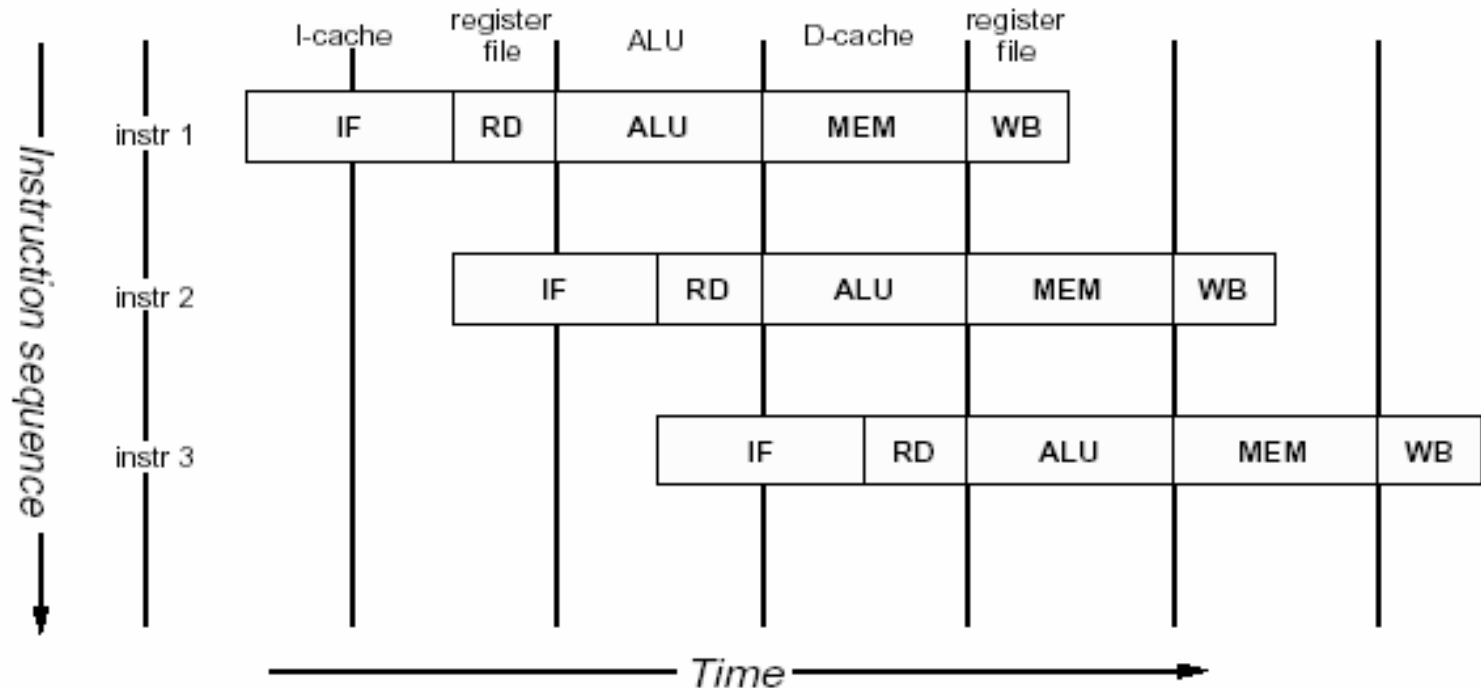 I-cache
register
file
ALU
D-cache
register
file
instr 1
IF
RD
ALU
MEM
WB
instr 2
IF
RD
ALU
MEM
WB
instr 3
IF
RD
ALU
MEM
WB
Instruction sequence
Time